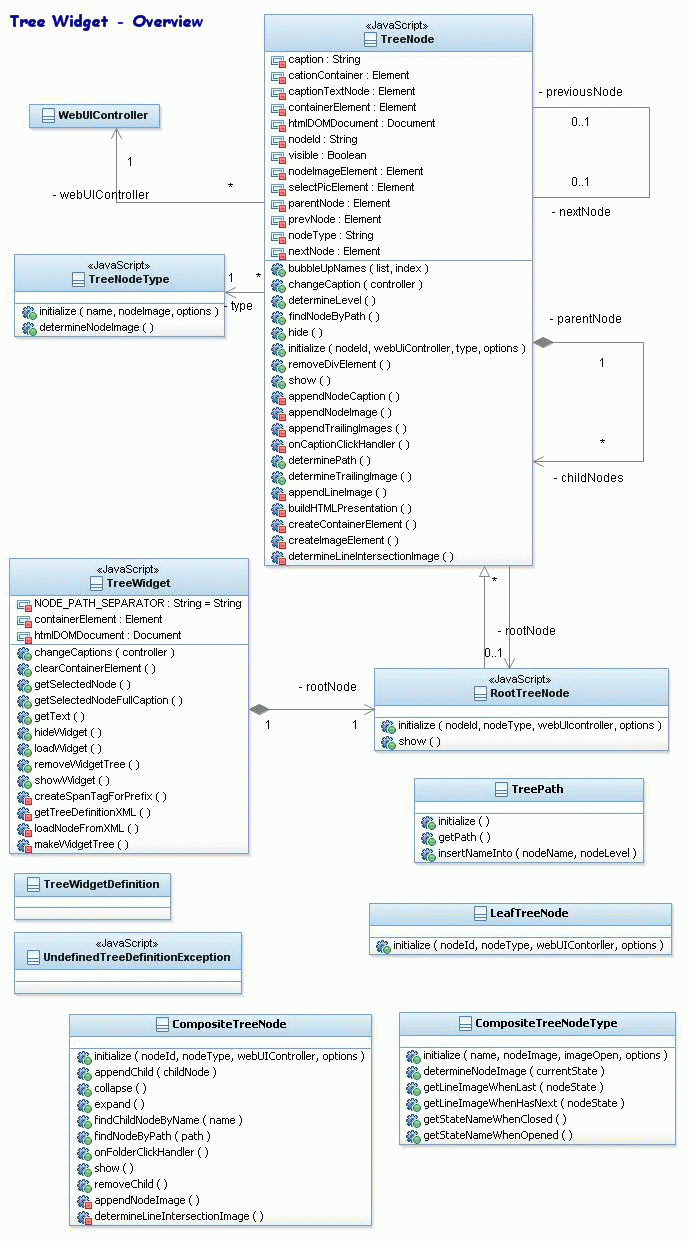 Tree Widget - Overview
«JavaScript»
TreeNode
caption : String
cationContainer : Element
captionTextNode : Element
containerElement : Element
htmlDOMDocument : Document
nodeId : String
visible : Boolean
nodeImageElement : Element
selectPicElement : Element
parentNode : Element
prevNode : Element
nodeType : String
nextNode : Element
bubbleUpNames ( list, index )
changeCaption ( controller )
determineLevel ( )
findNodeByPath ( )
hide ( )
initialize ( nodeId, webUiController, type, options )
removeDivElement ( )
show ( )
appendNodeCaption ( )
appendNodeImage ( )
appendTrailingImages ( )
onCaptionClickHandler ( )
determinePath ( )
determineTrailingImage ( )
appendLineImage ( )
buildHTMLPresentation ( )
createContainerElement ( )
createImageElement ( )
determineLineIntersectionImage ( )
- previousNode
0..1
0..1
- nextNode
WebUIController
1
*
- webUIController
«JavaScript»
TreeNodeType
initialize ( name, nodeImage, options )
determineNodeImage ( )
1
*
- type
- parentNode
1
*
- childNodes
«JavaScript»
TreeWidget
NODE_PATH_SEPARATOR : String = String
containerElement : Element
htmlDOMDocument : Document
changeCaptions ( controller )
clearContainerElement ( )
getSelectedNode ( )
getSelectedNodeFullCaption ( )
getText ( )
hideWidget ( )
loadWidget ( )
removeWidgetTree ( )
showWidget ( )
createSpanTagForPrefix ( )
getTreeDefinitionXML ( )
loadNodeFromXML ( )
makeWidgetTree ( )
*
- rootNode
0..1
- rootNode
1
1
«JavaScript»
RootTreeNode
initialize ( nodeId, nodeType, webUIcontroller, options )
show ( )
TreePath
initialize ( )
getPath ( )
insertNameInto ( nodeName, nodeLevel )
TreeWidgetDefinition
LeafTreeNode
initialize ( nodeId, nodeType, webUIContorller, options )
«JavaScript»
UndefinedTreeDefinitionException
CompositeTreeNode
initialize ( nodeId, nodeType, webUIController, options )
appendChild ( childNode )
collapse ( )
expand ( )
findChildNodeByName ( name )
findNodeByPath ( path )
onFolderClickHandler ( )
show ( )
removeChild ( )
appendNodeImage ( )
determineLineIntersectionImage ( )
CompositeTreeNodeType
initialize ( name, nodeImage, imageOpen, options )
determineNodeImage ( currentState )
getLineImageWhenLast ( nodeState )
getLineImageWhenHasNext ( nodeState )
getStateNameWhenClosed ( )
getStateNameWhenOpened ( )